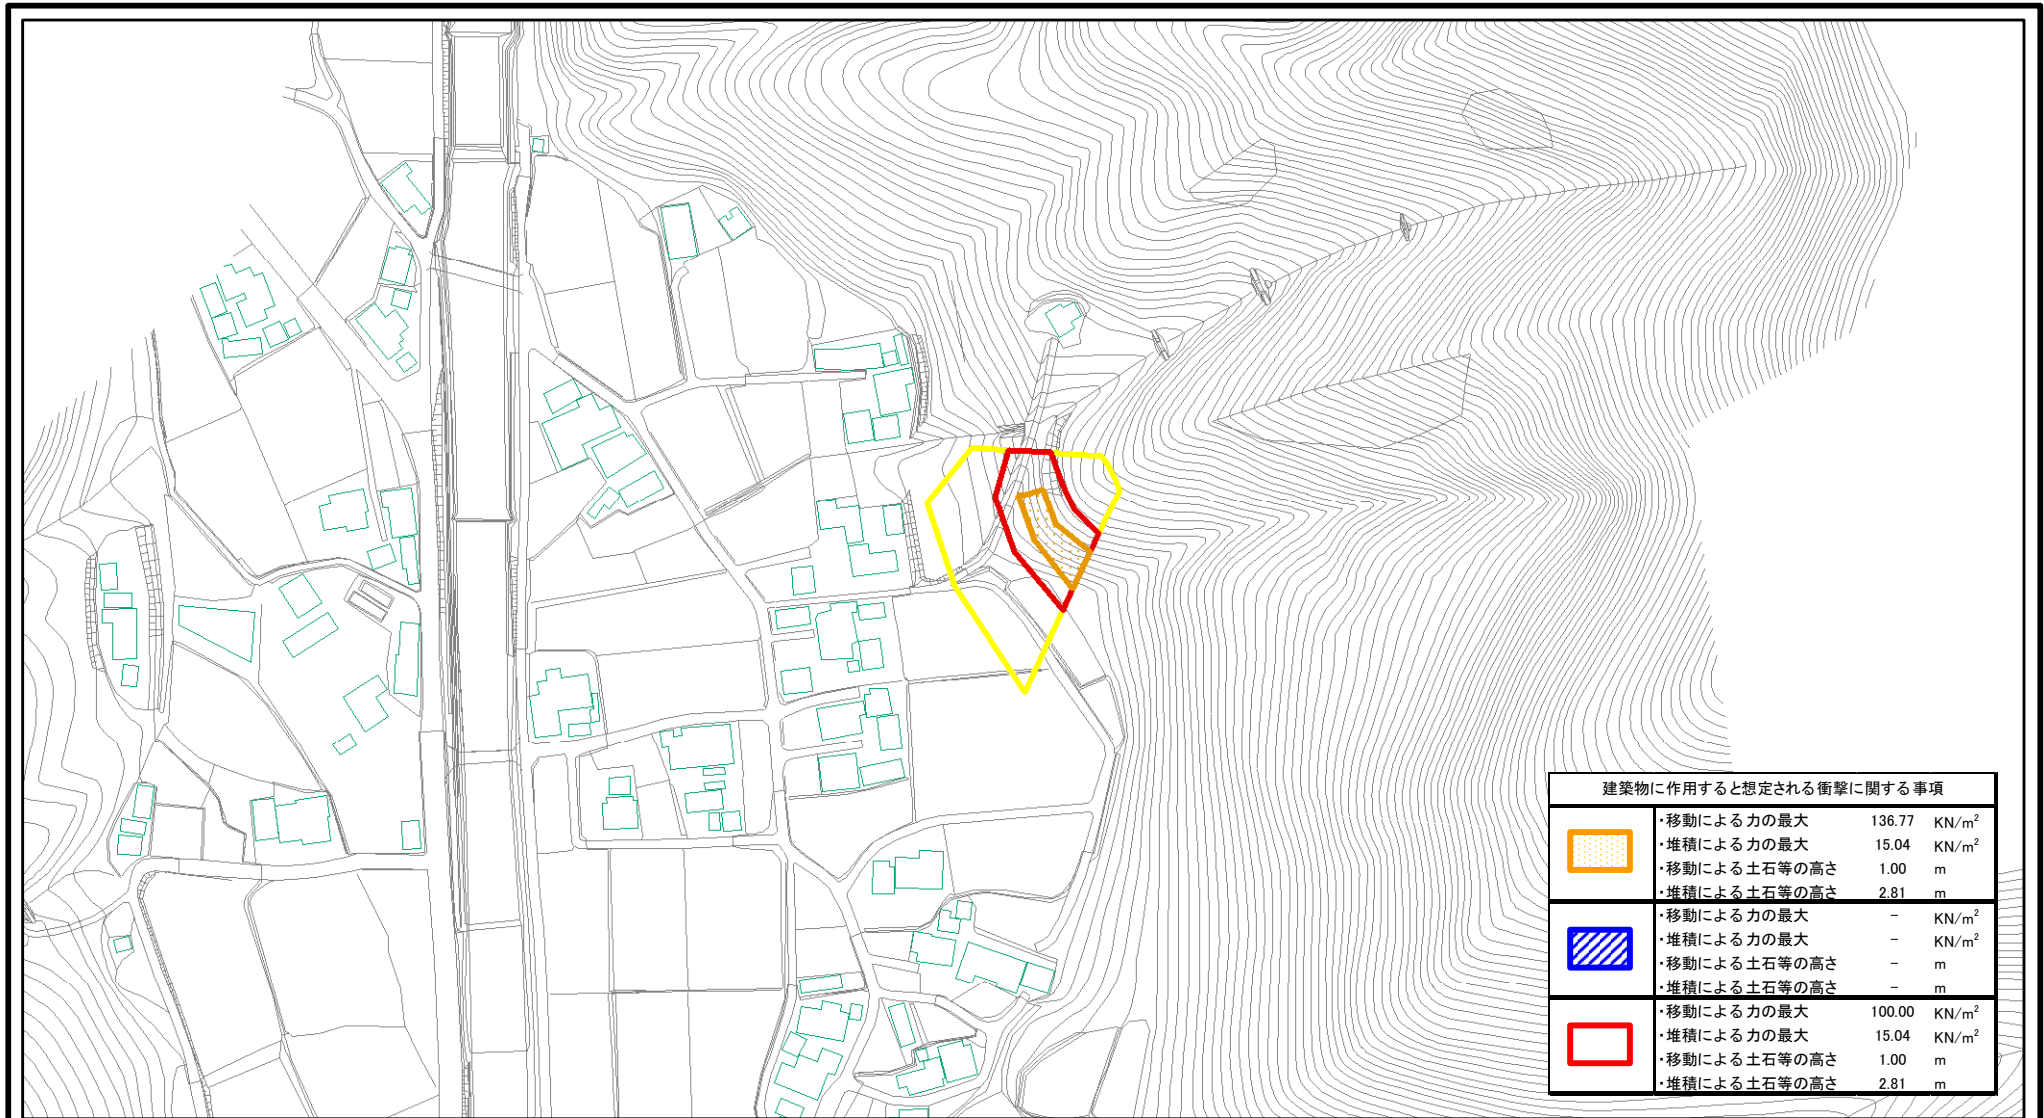 建築物に作用すると想定される衝撃に関する事項
・移動による力の最大 136.77 KN/m²
・堆積による力の最大 15.04 KN/m²
・移動による土石等の高さ 1.00 m
・堆積による土石等の高さ 2.81 m
・移動による力の最大 − KN/m²
・堆積による力の最大 − KN/m²
・移動による土石等の高さ − m
・堆積による土石等の高さ − m
・移動による力の最大 100.00 KN/m²
・堆積による力の最大 15.04 KN/m²
・移動による土石等の高さ 1.00 m
・堆積による土石等の高さ 2.81 m